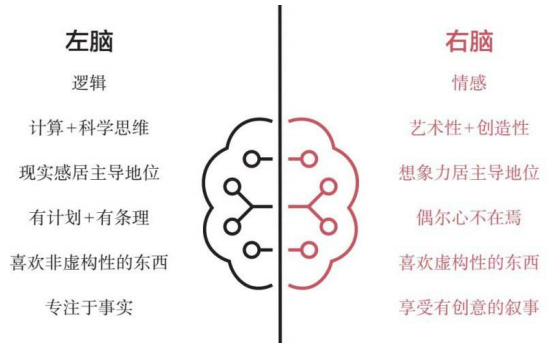 左脑
逻辑
计算+科学思维
现实感居主导地位
有计划+有条理
喜欢非虚构性的东西
专注于事实
右脑
情感
艺术性+创造性
想象力居主导地位
偶尔心不在焉
喜欢虚构性的东西
享受有创意的叙事